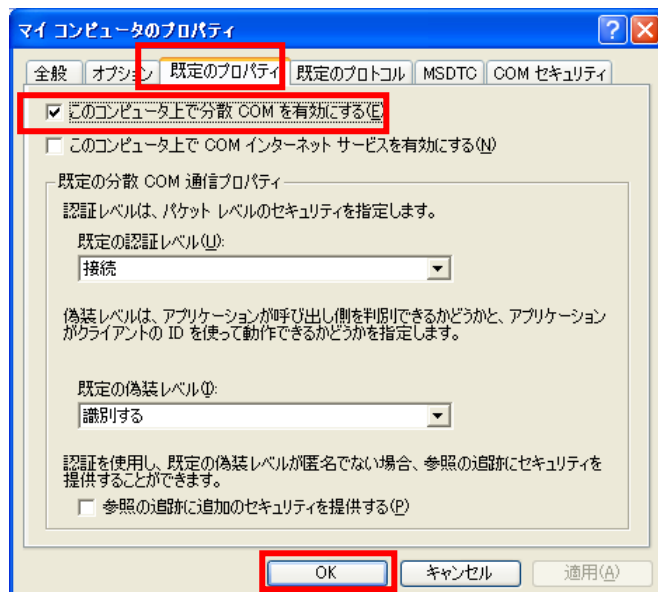 マイ コンピュータのプロパティ
全般 オプション 既定のプロパティ 既定のプロトコル MSDTC COM セキュリティ
このコンピュータ上で分散 COM を有効にする(E)
このコンピュータ上で COM インターネット サービスを有効にする(N)
既定の分散 COM 通信プロパティ
認証レベルは、パケット レベルのセキュリティを指定します。
既定の認証レベル(U):
接続
偽装レベルは、アプリケーションが呼び出し側を判別できるかどうかと、アプリケーション
がクライアントの ID を使って動作できるかどうかを指定します。
既定の偽装レベル(I):
識別する
認証を使用し、既定の偽装レベルが匿名でない場合、参照の追跡にセキュリティを
提供することができます。
参照の追跡に追加のセキュリティを提供する(P)
OK キャンセル 適用(A)